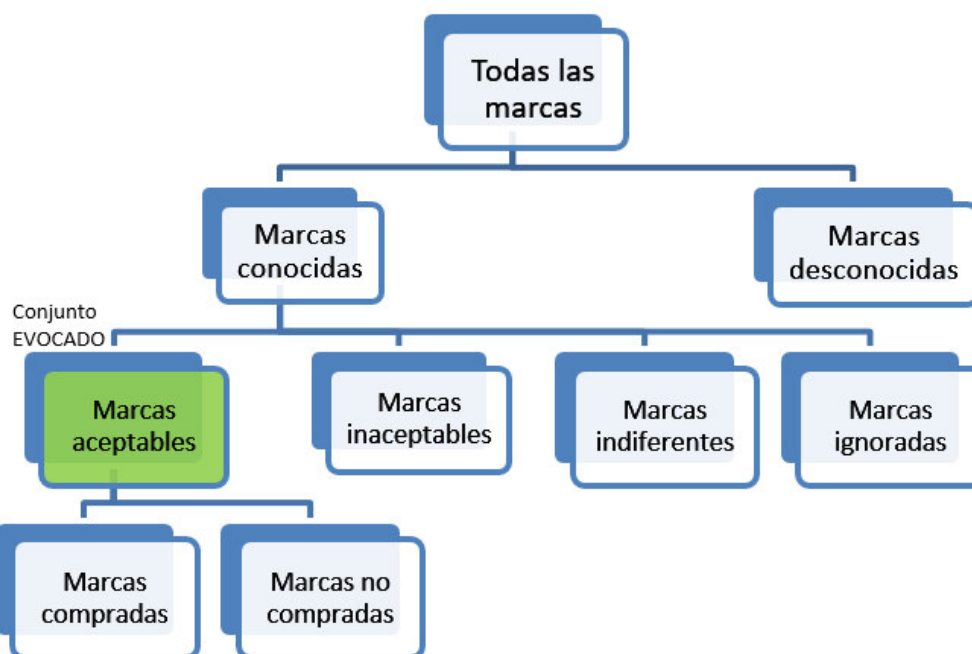 Todas las
marcas
Marcas
conocidas
Marcas
desconocidas
Conjunto
EVOCADO
Marcas
aceptables
Marcas
inaceptables
Marcas
indiferentes
Marcas
ignoradas
Marcas
compradas
Marcas no
compradas